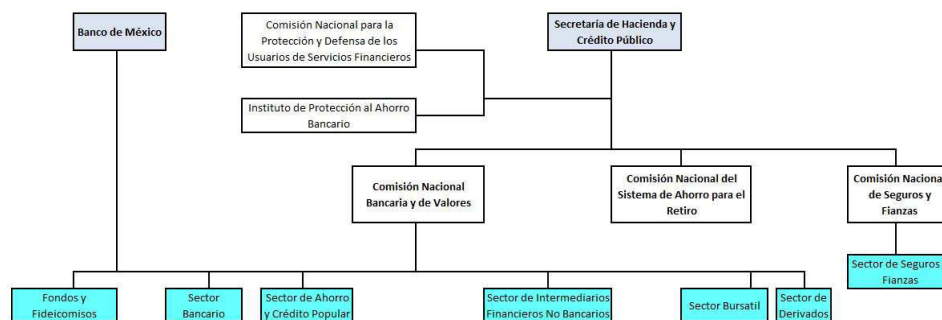 Banco de México
Comisión Nacional para la
Protección y Defensa de los
Usuarios de Servicios Financieros
Secretaría de Hacienda y
Crédito Público
Instituto de Protección al Ahorro
Bancario
Comisión Nacional
Bancaria y de Valores
Comisión Nacional del
Sistema de Ahorro para el
Retiro
Comisión Nacional
de Seguros y
Fianzas
Sector de Seguros
Fianzas
Fondos y
Fideicomisos
Sector
Bancario
Sector de Ahorro
y Crédito Popular
Sector de Intermediarios
Financieros No Bancarios
Sector Bursatil
Sector de
Derivados